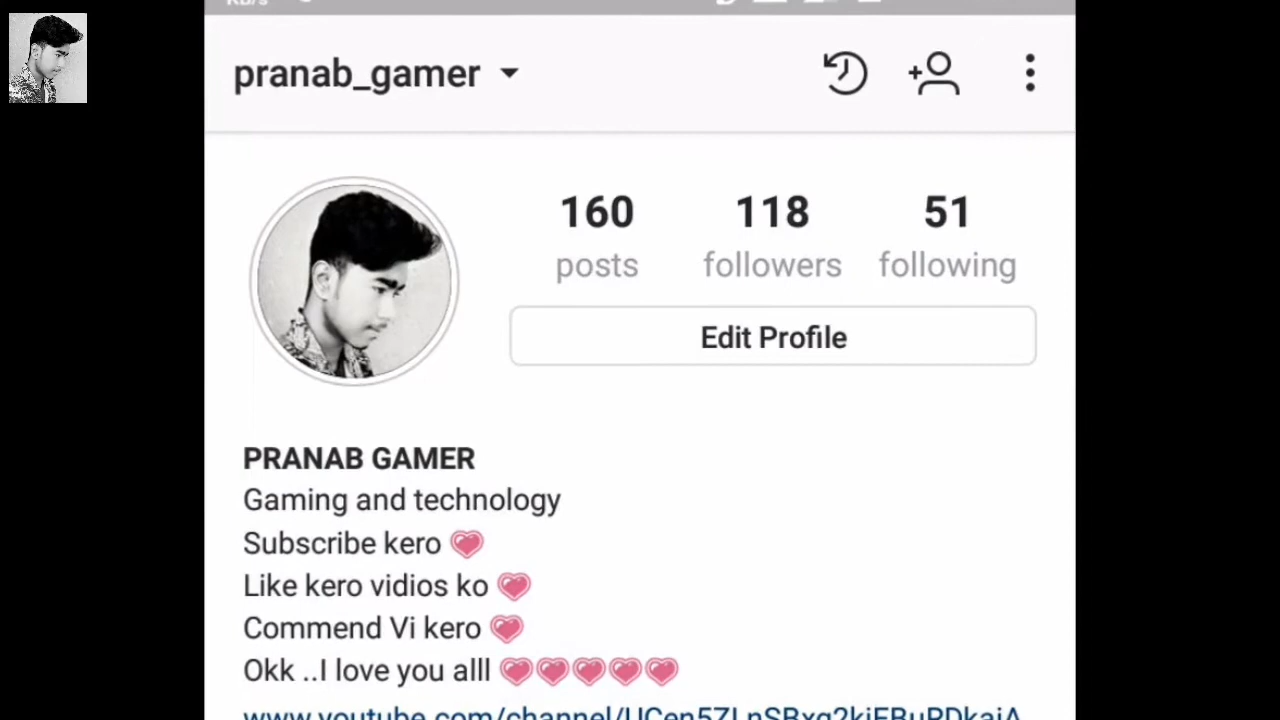 KB/s
pranab_gamer
160 118 51
posts followers following
Edit Profile
PRANAB GAMER
Gaming and technology
Subscribe kero 💗
Like kero vidios ko 💗
Commend Vi kero 💗
Okk ..I love you alll 💗💗💗💗💗